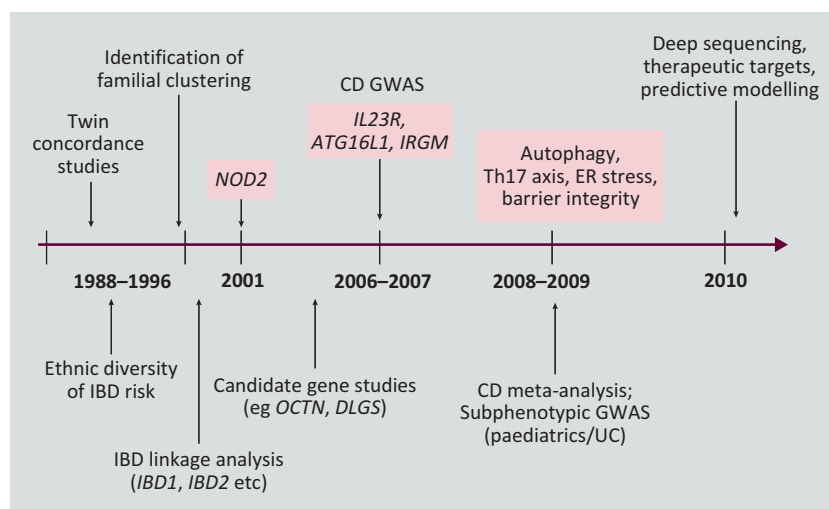 Deep sequencing,
therapeutic targets,
predictive modelling
Identification of
familial clustering
CD GWAS
IL23R,
ATG16L1, IRGM
Twin
concordance
studies
NOD2
Autophagy,
Th17 axis, ER stress,
barrier integrity
1988–1996
2001
2006–2007
2008–2009
2010
Ethnic diversity
of IBD risk
Candidate gene studies
(eg OCTN, DLGS)
CD meta-analysis;
Subphenotypic GWAS
(paediatrics/UC)
IBD linkage analysis
(IBD1, IBD2 etc)